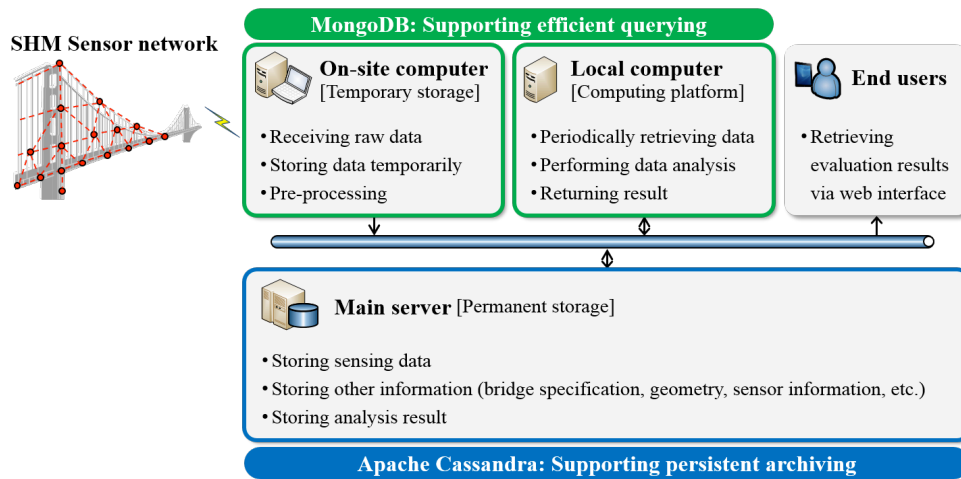 MongoDB: Supporting efficient querying
SHM Sensor network
On-site computer
[Temporary storage]
• Receiving raw data
• Storing data temporarily
• Pre-processing
Local computer
[Computing platform]
• Periodically retrieving data
• Performing data analysis
• Returning result
End users
• Retrieving
evaluation results
via web interface
Main server [Permanent storage]
• Storing sensing data
• Storing other information (bridge specification, geometry, sensor information, etc.)
• Storing analysis result
Apache Cassandra: Supporting persistent archiving